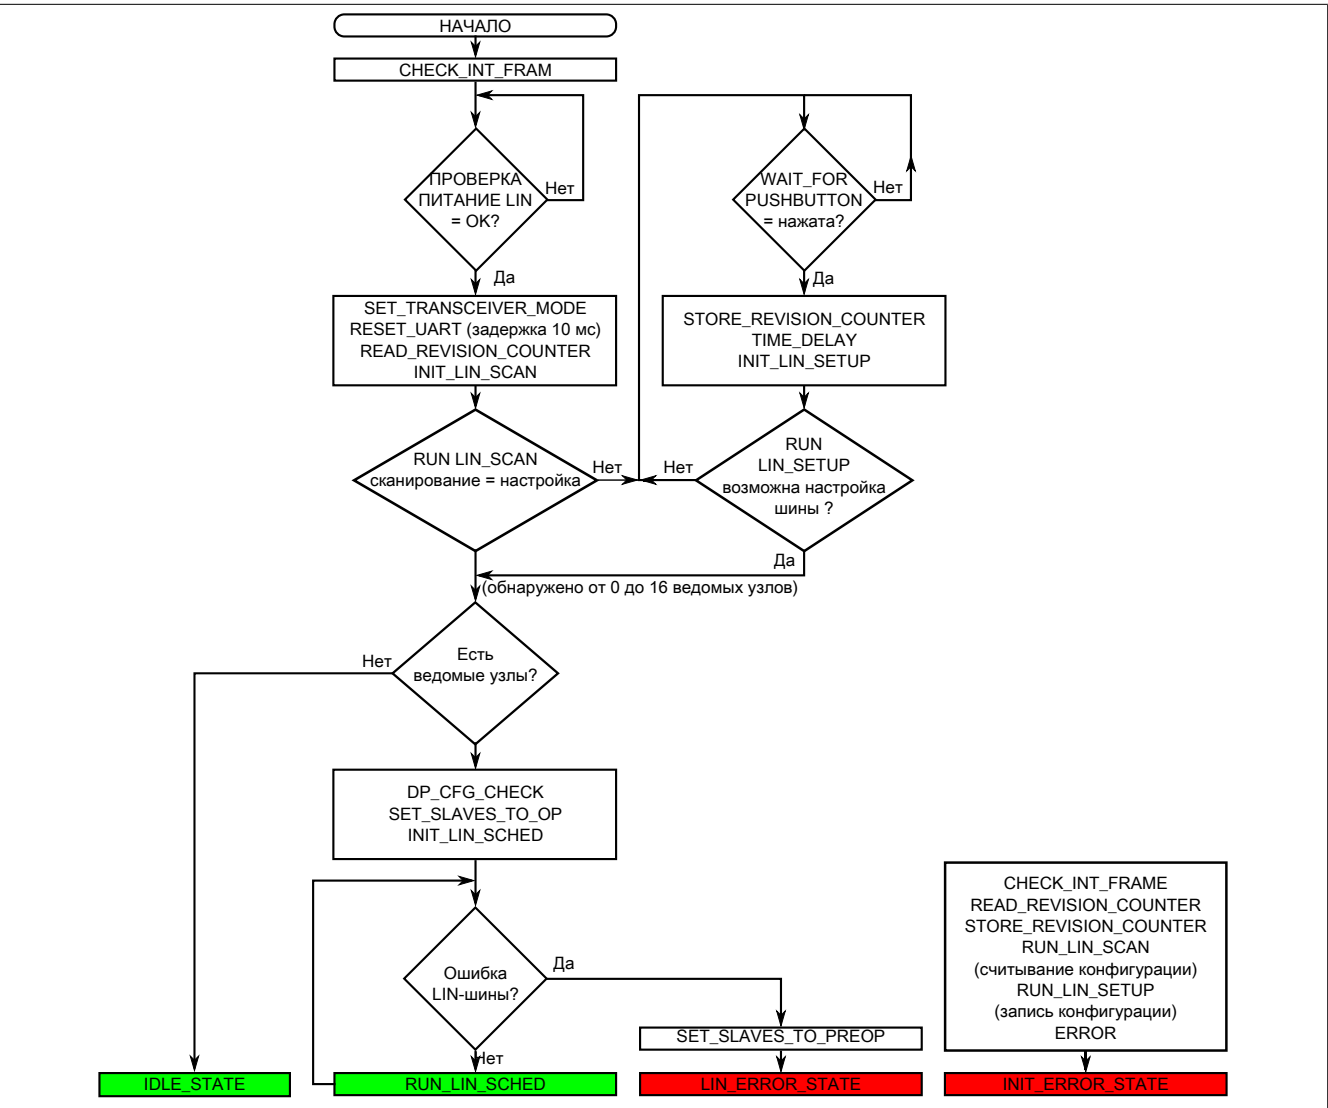 НАЧАЛО
CHECK_INT_FRAM
ПРОВЕРКА
ПИТАНИЕ LIN
= OK?
Нет
Да
SET_TRANSCEIVER_MODE
RESET_UART (задержка 10 мс)
READ_REVISION_COUNTER
INIT_LIN_SCAN
RUN LIN_SCAN
сканирование = настройка
Нет
WAIT_FOR
PUSHBUTTON
= нажата?
Нет
Да
STORE_REVISION_COUNTER
TIME_DELAY
INIT_LIN_SETUP
RUN
LIN_SETUP
возможна настройка
шины ?
Нет
Да
(обнаружено от 0 до 16 ведомых узлов)
Есть
ведомые узлы?
Нет
DP_CFG_CHECK
SET_SLAVES_TO_OP
INIT_LIN_SCHED
Ошибка
LIN-шины?
Да
Нет
SET_SLAVES_TO_PREOP
CHECK_INT_FRAME
READ_REVISION_COUNTER
STORE_REVISION_COUNTER
RUN_LIN_SCAN
(считывание конфигурации)
RUN_LIN_SETUP
(запись конфигурации)
ERROR
IDLE_STATE
RUN_LIN_SCHED
LIN_ERROR_STATE
INIT_ERROR_STATE